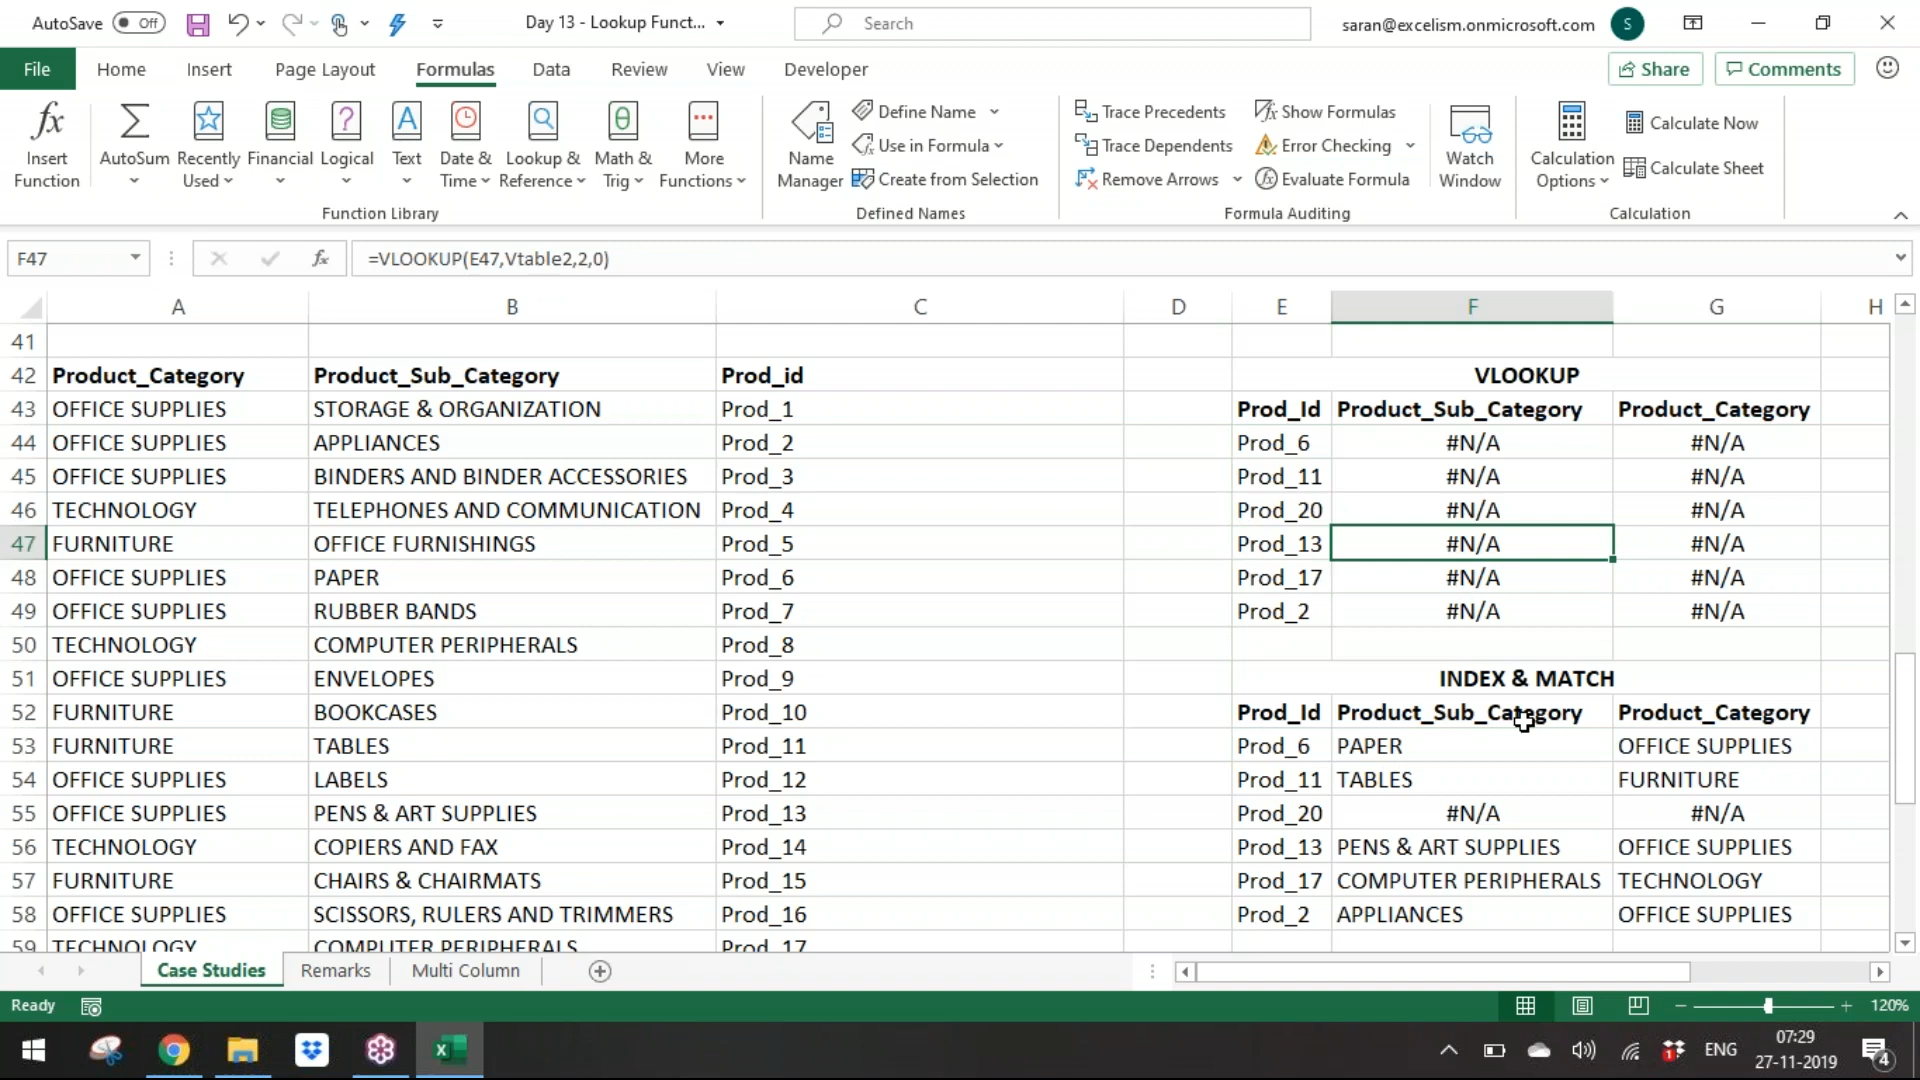 AutoSave Off Day 13 - Lookup Funct... Search saran@excelism.onmicrosoft.com S
File Home Insert Page Layout Formulas Data Review View Developer Share Comments
Insert Function
AutoSum
Recently Used
Financial
Logical
Text
Date & Time
Lookup & Reference
Math & Trig
More Functions
Function Library
Name Manager
Define Name
Use in Formula
Create from Selection
Defined Names
Trace Precedents
Trace Dependents
Remove Arrows
Show Formulas
Error Checking
Evaluate Formula
Formula Auditing
Watch Window
Calculation Options
Calculate Now
Calculate Sheet
Calculation
F47 fx =VLOOKUP(E47,Vtable2,2,0)
A B C D E F G H
41
42 Product_Category Product_Sub_Category Prod_id VLOOKUP
43 OFFICE SUPPLIES STORAGE & ORGANIZATION Prod_1 Prod_Id Product_Sub_Category Product_Category
44 OFFICE SUPPLIES APPLIANCES Prod_2 Prod_6 #N/A #N/A
45 OFFICE SUPPLIES BINDERS AND BINDER ACCESSORIES Prod_3 Prod_11 #N/A #N/A
46 TECHNOLOGY TELEPHONES AND COMMUNICATION Prod_4 Prod_20 #N/A #N/A
47 FURNITURE OFFICE FURNISHINGS Prod_5 Prod_13 #N/A #N/A
48 OFFICE SUPPLIES PAPER Prod_6 Prod_17 #N/A #N/A
49 OFFICE SUPPLIES RUBBER BANDS Prod_7 Prod_2 #N/A #N/A
50 TECHNOLOGY COMPUTER PERIPHERALS Prod_8
51 OFFICE SUPPLIES ENVELOPES Prod_9 INDEX & MATCH
52 FURNITURE BOOKCASES Prod_10 Prod_Id Product_Sub_Category Product_Category
53 FURNITURE TABLES Prod_11 Prod_6 PAPER OFFICE SUPPLIES
54 OFFICE SUPPLIES LABELS Prod_12 Prod_11 TABLES FURNITURE
55 OFFICE SUPPLIES PENS & ART SUPPLIES Prod_13 Prod_20 #N/A #N/A
56 TECHNOLOGY COPIERS AND FAX Prod_14 Prod_13 PENS & ART SUPPLIES OFFICE SUPPLIES
57 FURNITURE CHAIRS & CHAIRMATS Prod_15 Prod_17 COMPUTER PERIPHERALS TECHNOLOGY
58 OFFICE SUPPLIES SCISSORS, RULERS AND TRIMMERS Prod_16 Prod_2 APPLIANCES OFFICE SUPPLIES
59 TECHNOLOGY COMPUTER PERIPHERALS Prod_17
Case Studies Remarks Multi Column
Ready 120%
ENG 07:29
27-11-2019 4